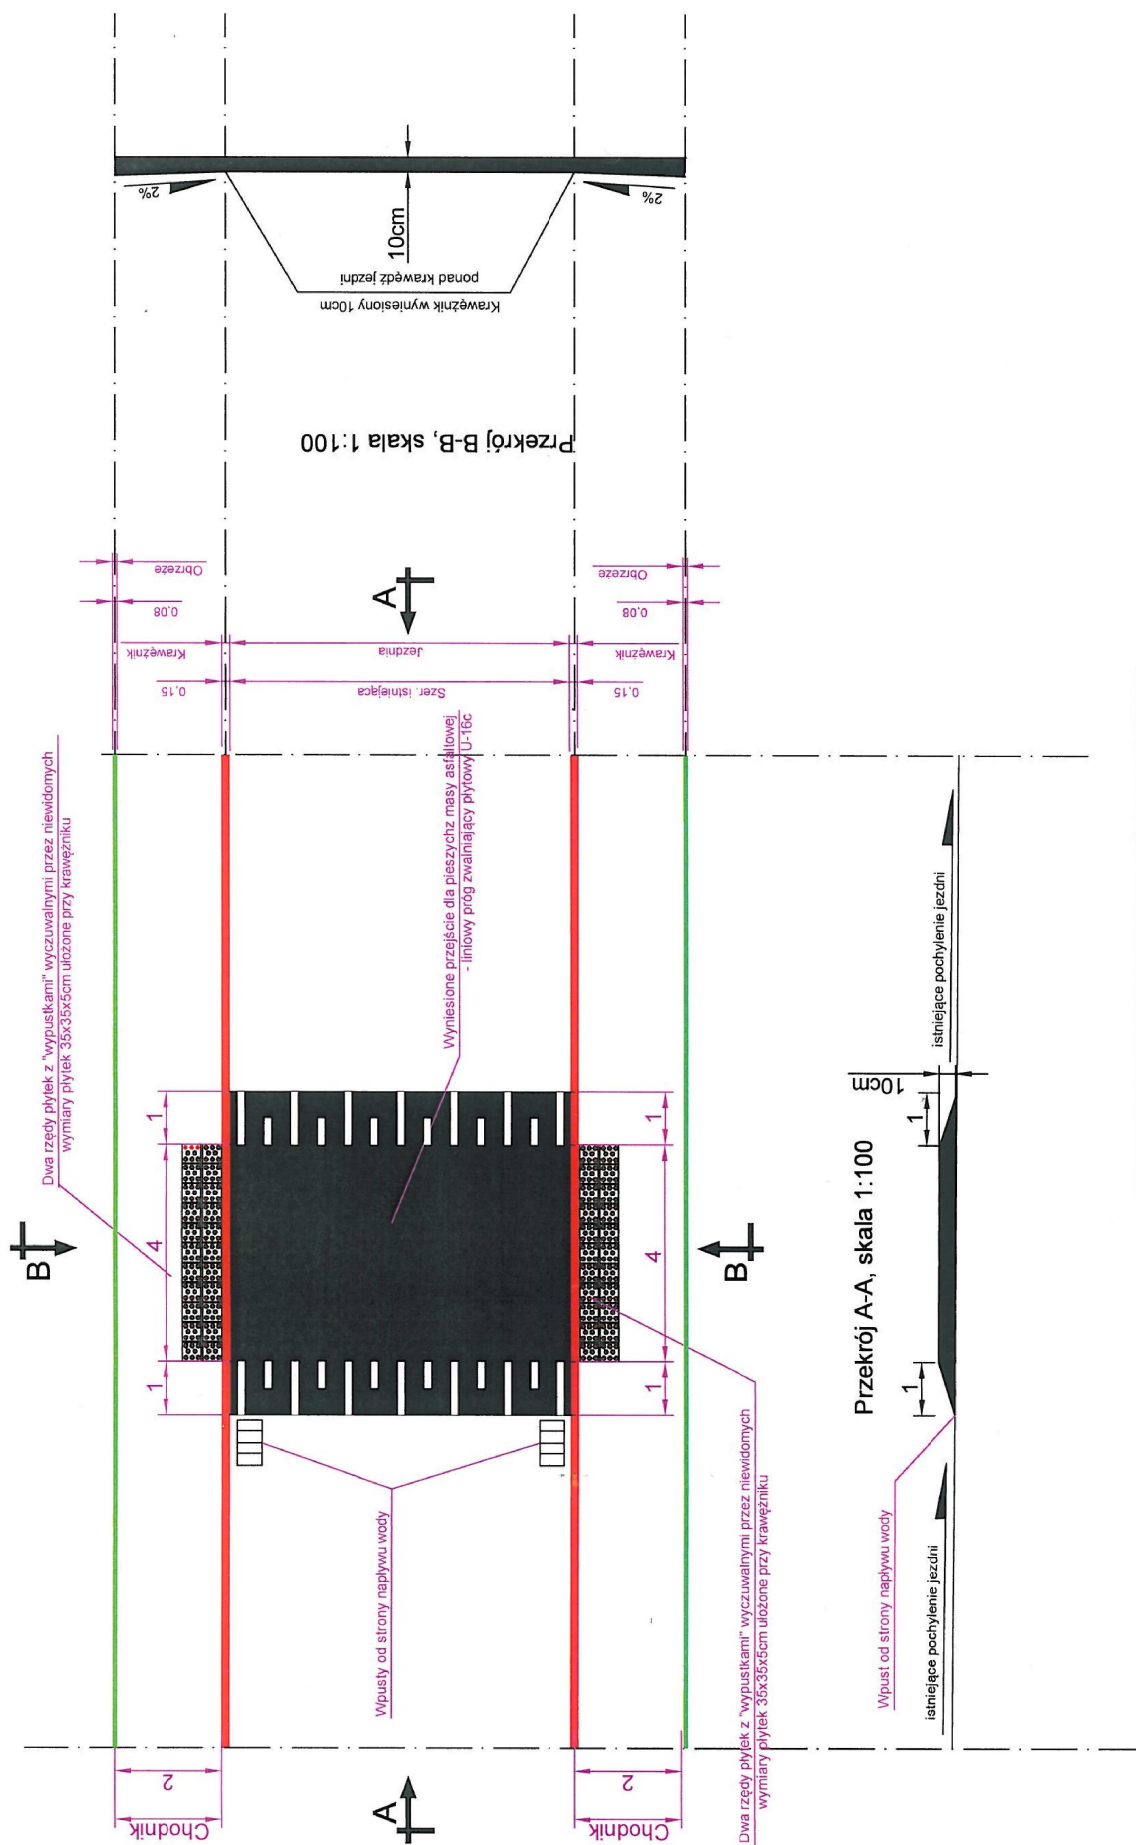 Dwa rzędy płytek z "wypustkami" wyczuwalnymi przez niewidomych
wymiary płytek 35x35x5cm ułożone przy krawężniku
B
1
4
1
Chodnik
2
A
Wpusty od strony napływu wody
Wyniesione przejście dla pieszychz masy asfaltowej
- liniowy próg zwalniający płytowy U-16c
0,15
Krawężnik
0,08
Obrzeże
Szer. istniejąca
Jezdnia
A
0,15
Krawężnik
0,08
Obrzeże
1
4
1
B
Chodnik
2
Dwa rzędy płytek z "wypustkami" wyczuwalnymi przez niewidomych
wymiary płytek 35x35x5cm ułożone przy krawężniku
Przekrój B-B, skala 1:100
Krawężnik wyniesiony 10cm
ponad krawędź jezdni
10cm
2%
2%
Przekrój A-A, skala 1:100
Wpust od strony napływu wody
istniejące pochylenie jezdni
1
1
10cm
istniejące pochylenie jezdni